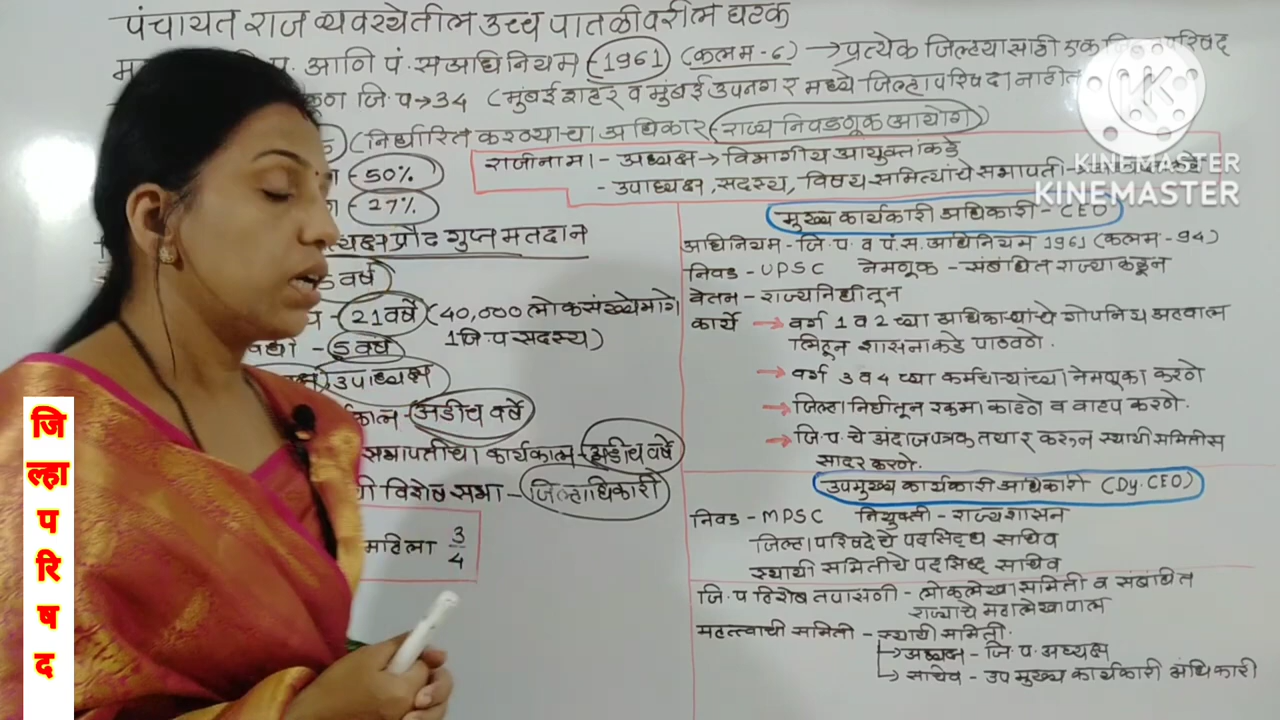 पंचायत राज व्यवस्थेतील उच्च पातळीवरील घटक
प. आणि पं. स अधिनियम - 1961 (कलम - 6) → प्रत्येक जिल्ह्यासाठी एक परिषद
जि. प → 34 (मुंबई शहर व मुंबई उपनगर मध्ये जिल्हा परिषदा नाहीत
(निर्धारित करण्याचा अधिकार राज्य निवडणूक आयोग)
- 50%
- 27%
राजीनामा - अध्यक्ष → विभागीय आयुक्तांकडे
- उपाध्यक्ष, सदस्य, विषय समित्यांचे सभापती -
प्रौढ गुप्त मतदान
वर्षे
- 21 वर्षे (40,000 लोकसंख्येमागे
1 जि. प सदस्य)
- 5 वर्षे
उपाध्यक्ष
- अडीच वर्षे
सभापतीचा कार्यकाल - अडीच वर्षे
विशेष सभा - जिल्हाधिकारी
महिला 3/4
मुख्य कार्यकारी अधिकारी - CEO
अधिनियम - जि. प व पं. स. अधिनियम 1961 (कलम - 94)
निवड - UPSC नेमणूक - संबंधित राज्याकडून
वेतन - राज्यनिधीतून
कार्ये → वर्ग 1 व 2 च्या अधिकाऱ्यांचे गोपनिय अहवाल
लिहून शासनाकडे पाठवणे.
→ वर्ग 3 व 4 च्या कर्मचाऱ्यांच्या नेमणूका करणे
→ जिल्हा निधीतून रकमा काढणे व वाटप करणे.
→ जि. प. चे अंदाजपत्रक तयार करून स्थायी समितीस
सादर करणे.
उपमुख्य कार्यकारी अधिकारी (Dy. CEO)
निवड - MPSC नियुक्ती - राज्यशासन
जिल्हा परिषदेचे पदसिद्ध सचिव
स्थायी समितीचे पदसिद्ध सचिव
जि. प हिशेब तपासणी - लोकलेखा समिती व संबंधित
राज्याचे महालेखापाल
महत्त्वाची समिती - स्थायी समिती.
→ अध्यक्ष - जि. प. अध्यक्ष
→ सचिव - उप मुख्य कार्यकारी अधिकारी
जि
ल्हा
प
रि
ष
द
KINEMASTER
KINEMASTER